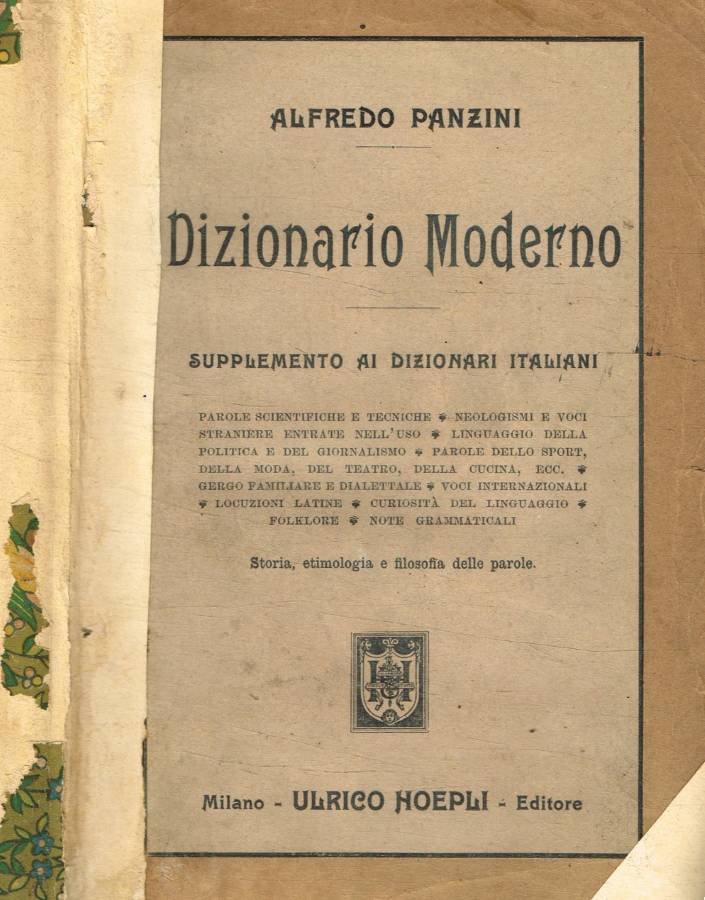 ALFREDO PANZINI
Dizionario Moderno
SUPPLEMENTO AI DIZIONARI ITALIANI
PAROLE SCIENTIFICHE E TECNICHE ❦ NEOLOGISMI E VOCI
STRANIERE ENTRATE NELL'USO ❦ LINGUAGGIO DELLA
POLITICA E DEL GIORNALISMO ❦ PAROLE DELLO SPORT,
DELLA MODA, DEL TEATRO, DELLA CUCINA, ECC. ❦
GERGO FAMILIARE E DIALETTALE ❦ VOCI INTERNAZIONALI
❦ LOCUZIONI LATINE ❦ CURIOSITÀ DEL LINGUAGGIO ❦
FOLKLORE ❦ NOTE GRAMMATICALI
Storia, etimologia e filosofia delle parole.
Milano - ULRICO HOEPLI - Editore